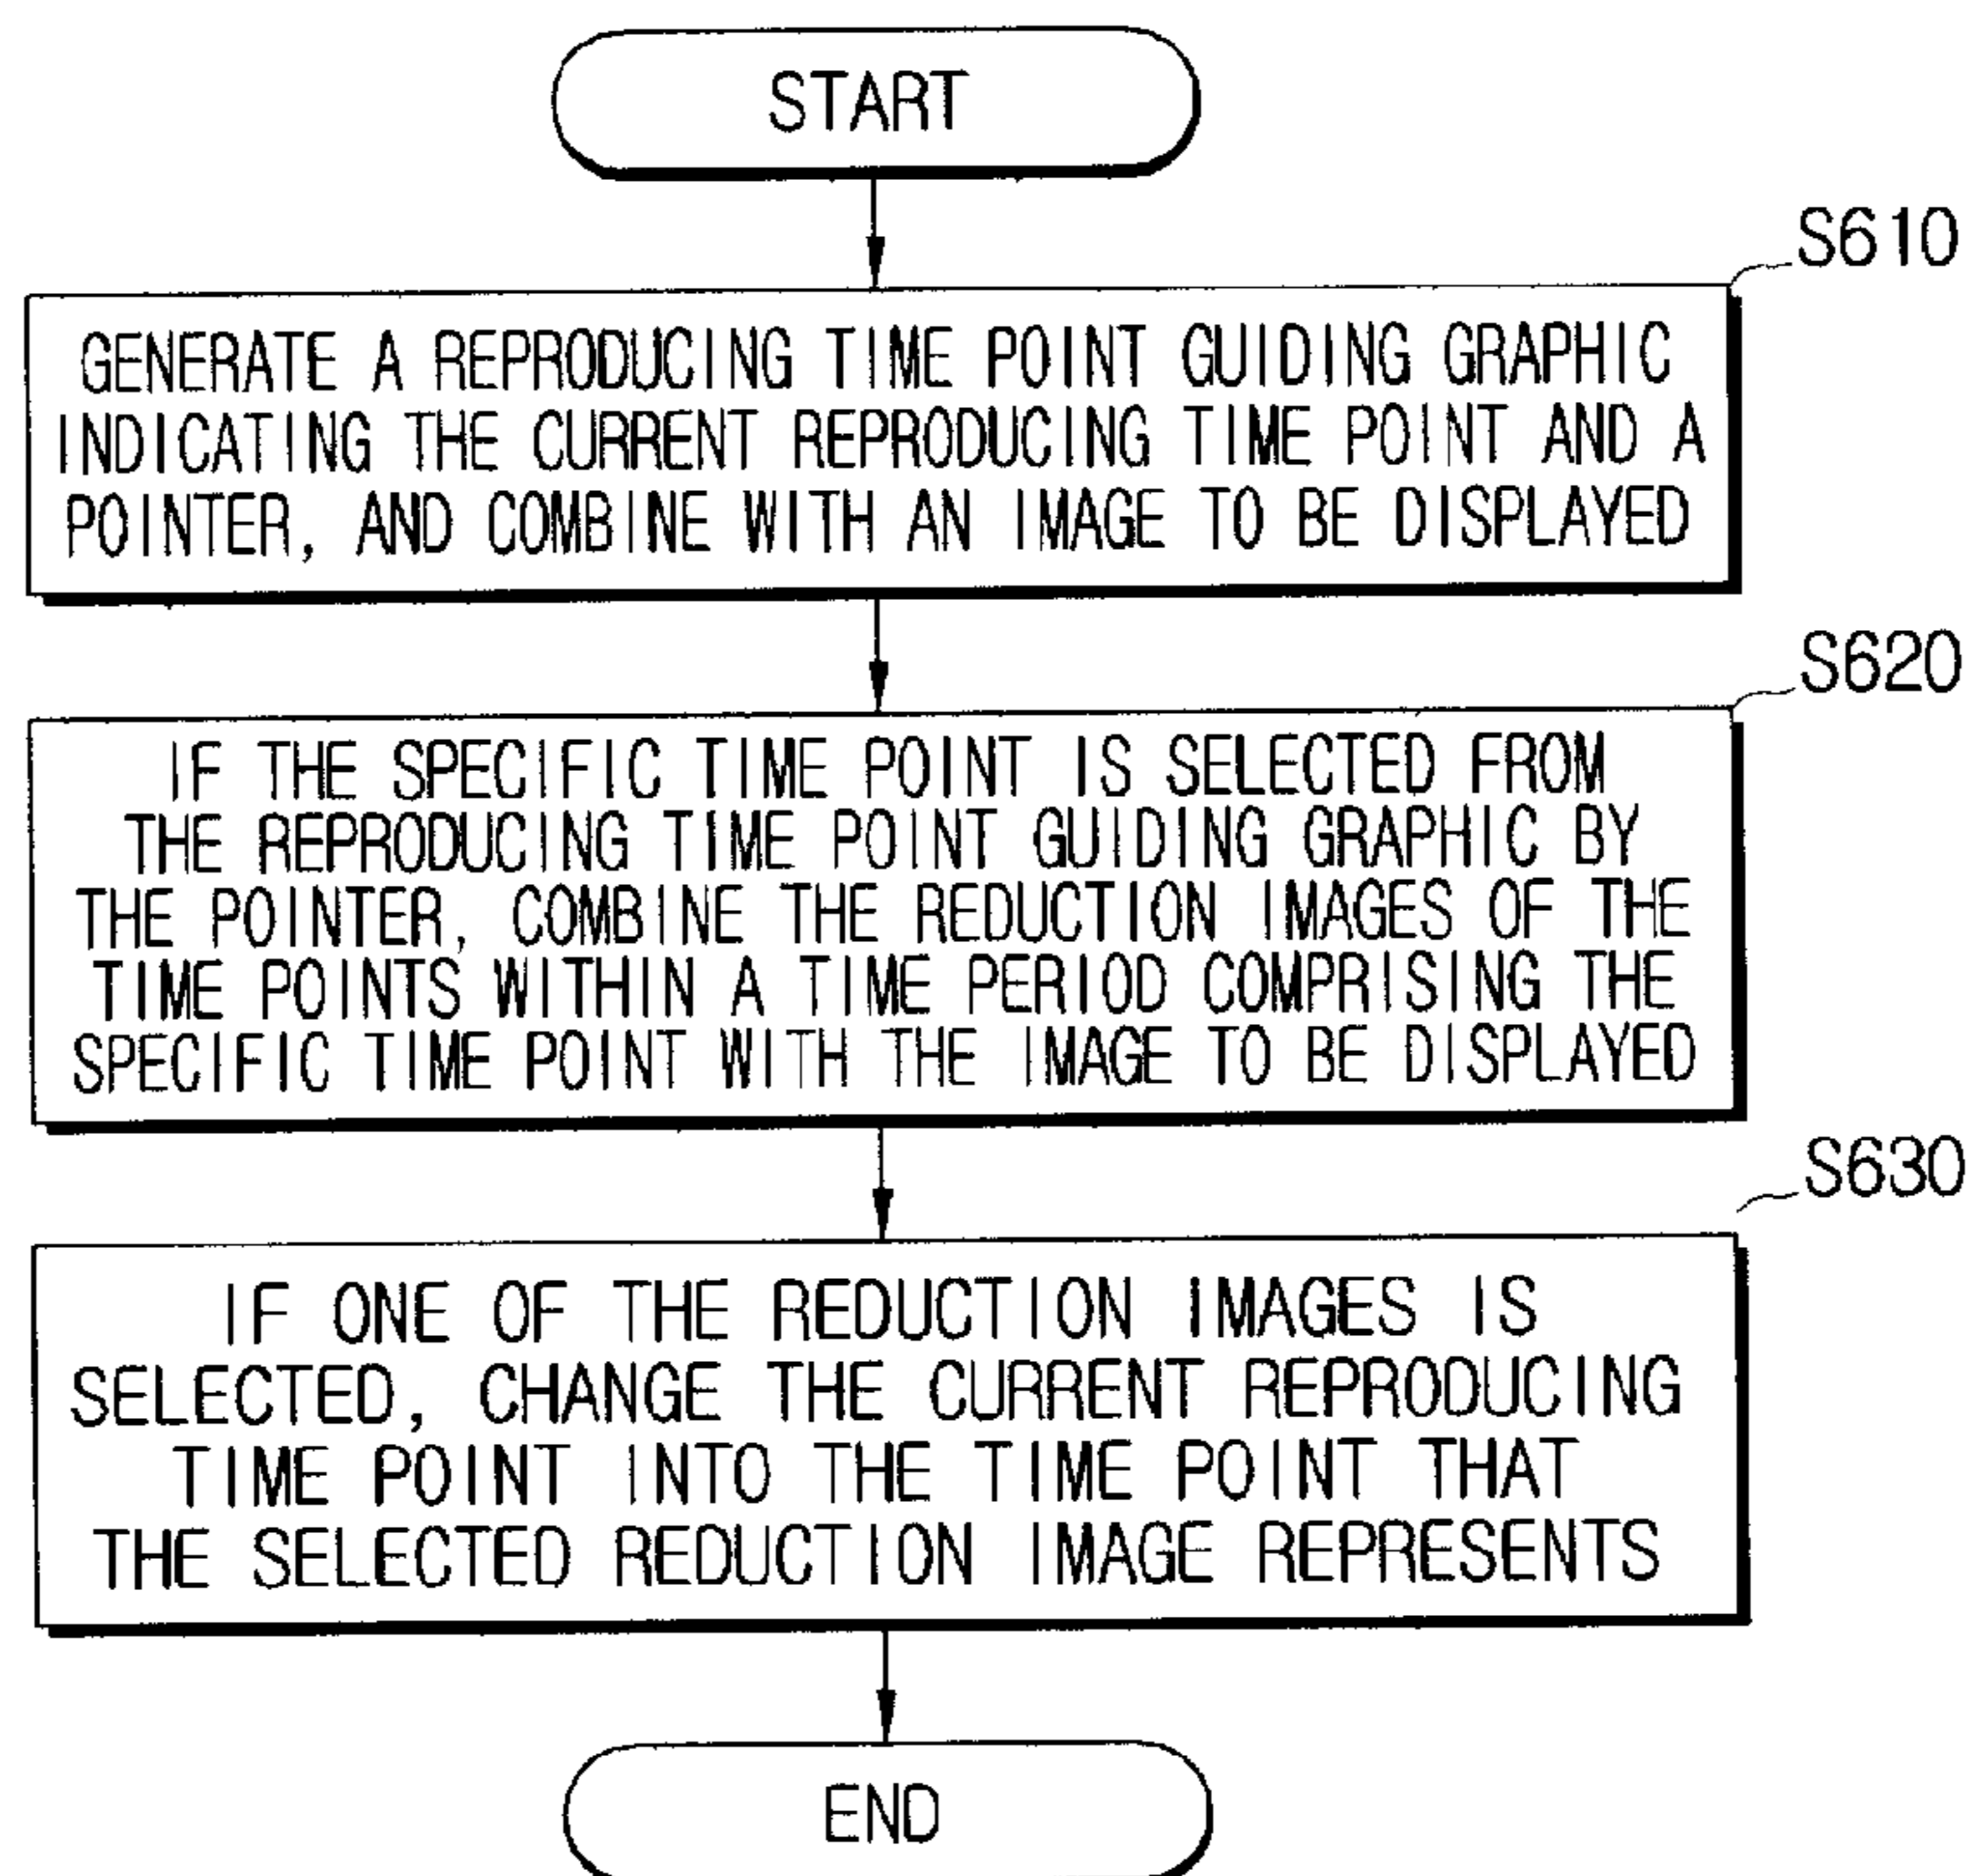 START
S610
GENERATE A REPRODUCING TIME POINT GUIDING GRAPHIC
INDICATING THE CURRENT REPRODUCING TIME POINT AND A
POINTER, AND COMBINE WITH AN IMAGE TO BE DISPLAYED
S620
IF THE SPECIFIC TIME POINT IS SELECTED FROM
THE REPRODUCING TIME POINT GUIDING GRAPHIC BY
THE POINTER, COMBINE THE REDUCTION IMAGES OF THE
TIME POINTS WITHIN A TIME PERIOD COMPRISING THE
SPECIFIC TIME POINT WITH THE IMAGE TO BE DISPLAYED
S630
IF ONE OF THE REDUCTION IMAGES IS
SELECTED, CHANGE THE CURRENT REPRODUCING
TIME POINT INTO THE TIME POINT THAT
THE SELECTED REDUCTION IMAGE REPRESENTS
END